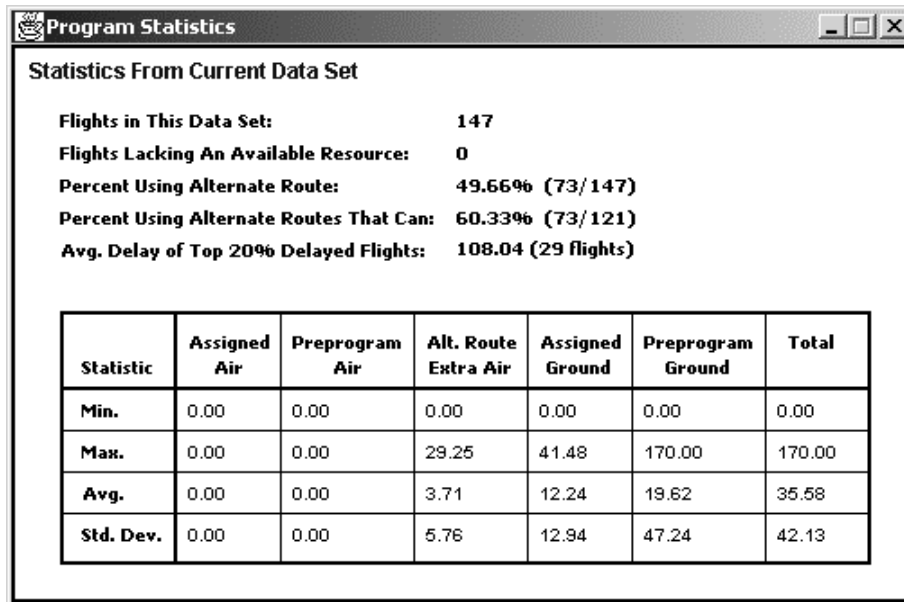 Program Statistics
Statistics From Current Data Set
Flights in This Data Set: 147
Flights Lacking An Available Resource: 0
Percent Using Alternate Route: 49.66% (73/147)
Percent Using Alternate Routes That Can: 60.33% (73/121)
Avg. Delay of Top 20% Delayed Flights: 108.04 (29 flights)
Statistic Assigned Air Preprogram Air Alt. Route Extra Air Assigned Ground Preprogram Ground Total
Min. 0.00 0.00 0.00 0.00 0.00 0.00
Max. 0.00 0.00 29.25 41.48 170.00 170.00
Avg. 0.00 0.00 3.71 12.24 19.62 35.58
Std. Dev. 0.00 0.00 5.76 12.94 47.24 42.13